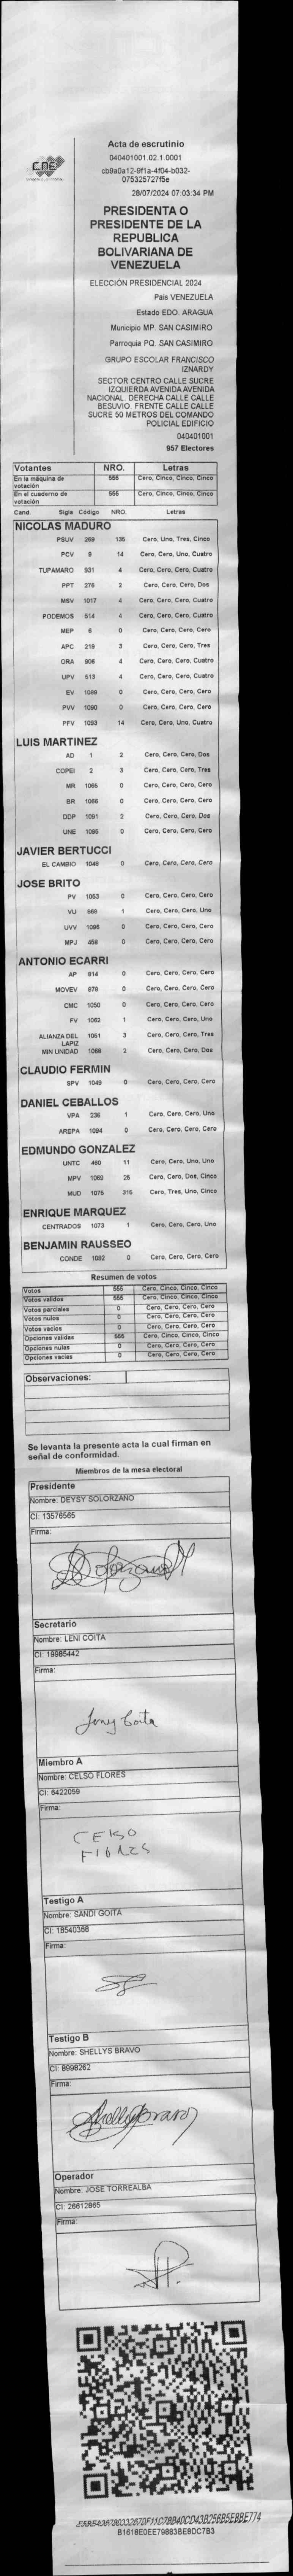 CNE
Acta de escrutinio
040401001.02.1.0001
cb9a0a12-9f1a-4f04-b032-
075325727f5e
28/07/2024 07:03:34 PM
PRESIDENTA O
PRESIDENTE DE LA
REPUBLICA
BOLIVARIANA DE
VENEZUELA
ELECCIÓN PRESIDENCIAL 2024
Pais VENEZUELA
Estado EDO. ARAGUA
Municipio MP. SAN CASIMIRO
Parroquia PQ. SAN CASIMIRO
GRUPO ESCOLAR FRANCISCO
IZNARDY
SECTOR CENTRO CALLE SUCRE
IZQUIERDA AVENIDA AVENIDA
NACIONAL. DERECHA CALLE CALLE
BESUVIO. FRENTE CALLE CALLE
SUCRE 50 METROS DEL COMANDO
POLICIAL EDIFICIO
040401001
957 Electores
Votantes NRO. Letras
En la máquina de votación 555 Cero, Cinco, Cinco, Cinco
En el cuaderno de votación 555 Cero, Cinco, Cinco, Cinco
Cand. Sigla Código NRO. Letras
NICOLAS MADURO
PSUV 269 135 Cero, Uno, Tres, Cinco
PCV 9 14 Cero, Cero, Uno, Cuatro
TUPAMARO 931 4 Cero, Cero, Cero, Cuatro
PPT 276 2 Cero, Cero, Cero, Dos
MSV 1017 4 Cero, Cero, Cero, Cuatro
PODEMOS 514 4 Cero, Cero, Cero, Cuatro
MEP 6 0 Cero, Cero, Cero, Cero
APC 219 3 Cero, Cero, Cero, Tres
ORA 906 4 Cero, Cero, Cero, Cuatro
UPV 513 4 Cero, Cero, Cero, Cuatro
EV 1089 0 Cero, Cero, Cero, Cero
PVV 1090 0 Cero, Cero, Cero, Cero
PFV 1093 14 Cero, Cero, Uno, Cuatro
LUIS MARTINEZ
AD 1 2 Cero, Cero, Cero, Dos
COPEI 2 3 Cero, Cero, Cero, Tres
MR 1065 0 Cero, Cero, Cero, Cero
BR 1066 0 Cero, Cero, Cero, Cero
DDP 1091 2 Cero, Cero, Cero, Dos
UNE 1095 0 Cero, Cero, Cero, Cero
JAVIER BERTUCCI
EL CAMBIO 1048 0 Cero, Cero, Cero, Cero
JOSE BRITO
PV 1053 0 Cero, Cero, Cero, Cero
VU 868 1 Cero, Cero, Cero, Uno
UVV 1096 0 Cero, Cero, Cero, Cero
MPJ 458 0 Cero, Cero, Cero, Cero
ANTONIO ECARRI
AP 914 0 Cero, Cero, Cero, Cero
MOVEV 878 0 Cero, Cero, Cero, Cero
CMC 1050 0 Cero, Cero, Cero, Cero
FV 1062 1 Cero, Cero, Cero, Uno
ALIANZA DEL LAPIZ 1051 3 Cero, Cero, Cero, Tres
MIN UNIDAD 1088 2 Cero, Cero, Cero, Dos
CLAUDIO FERMIN
SPV 1049 0 Cero, Cero, Cero, Cero
DANIEL CEBALLOS
VPA 236 1 Cero, Cero, Cero, Uno
AREPA 1094 0 Cero, Cero, Cero, Cero
EDMUNDO GONZALEZ
UNTC 460 11 Cero, Cero, Uno, Uno
MPV 1069 25 Cero, Cero, Dos, Cinco
MUD 1075 315 Cero, Tres, Uno, Cinco
ENRIQUE MARQUEZ
CENTRADOS 1073 1 Cero, Cero, Cero, Uno
BENJAMIN RAUSSEO
CONDE 1092 0 Cero, Cero, Cero, Cero
Resumen de votos
Votos 555 Cero, Cinco, Cinco, Cinco
Votos validos 555 Cero, Cinco, Cinco, Cinco
Votos parciales 0 Cero, Cero, Cero, Cero
Votos nulos 0 Cero, Cero, Cero, Cero
Votos vacios 0 Cero, Cero, Cero, Cero
Opciones validas 555 Cero, Cinco, Cinco, Cinco
Opciones nulas 0 Cero, Cero, Cero, Cero
Opciones vacias 0 Cero, Cero, Cero, Cero
Observaciones:
Se levanta la presente acta la cual firman en
señal de conformidad.
Miembros de la mesa electoral
Presidente
Nombre: DEYSY SOLORZANO
CI: 13576565
Firma:
Secretario
Nombre: LENI COITA
CI: 19985442
Firma:
Miembro A
Nombre: CELSO FLORES
CI: 6422059
Firma:
CELSO
Testigo A
Nombre: SANDI GOITA
CI: 18540366
Firma:
Testigo B
Nombre: SHELLYS BRAVO
CI: 8998262
Firma:
Shellys Bravo
Operador
Nombre: JOSE TORREALBA
CI: 26612865
Firma:
B1618E0EE79883BE8DC7B3